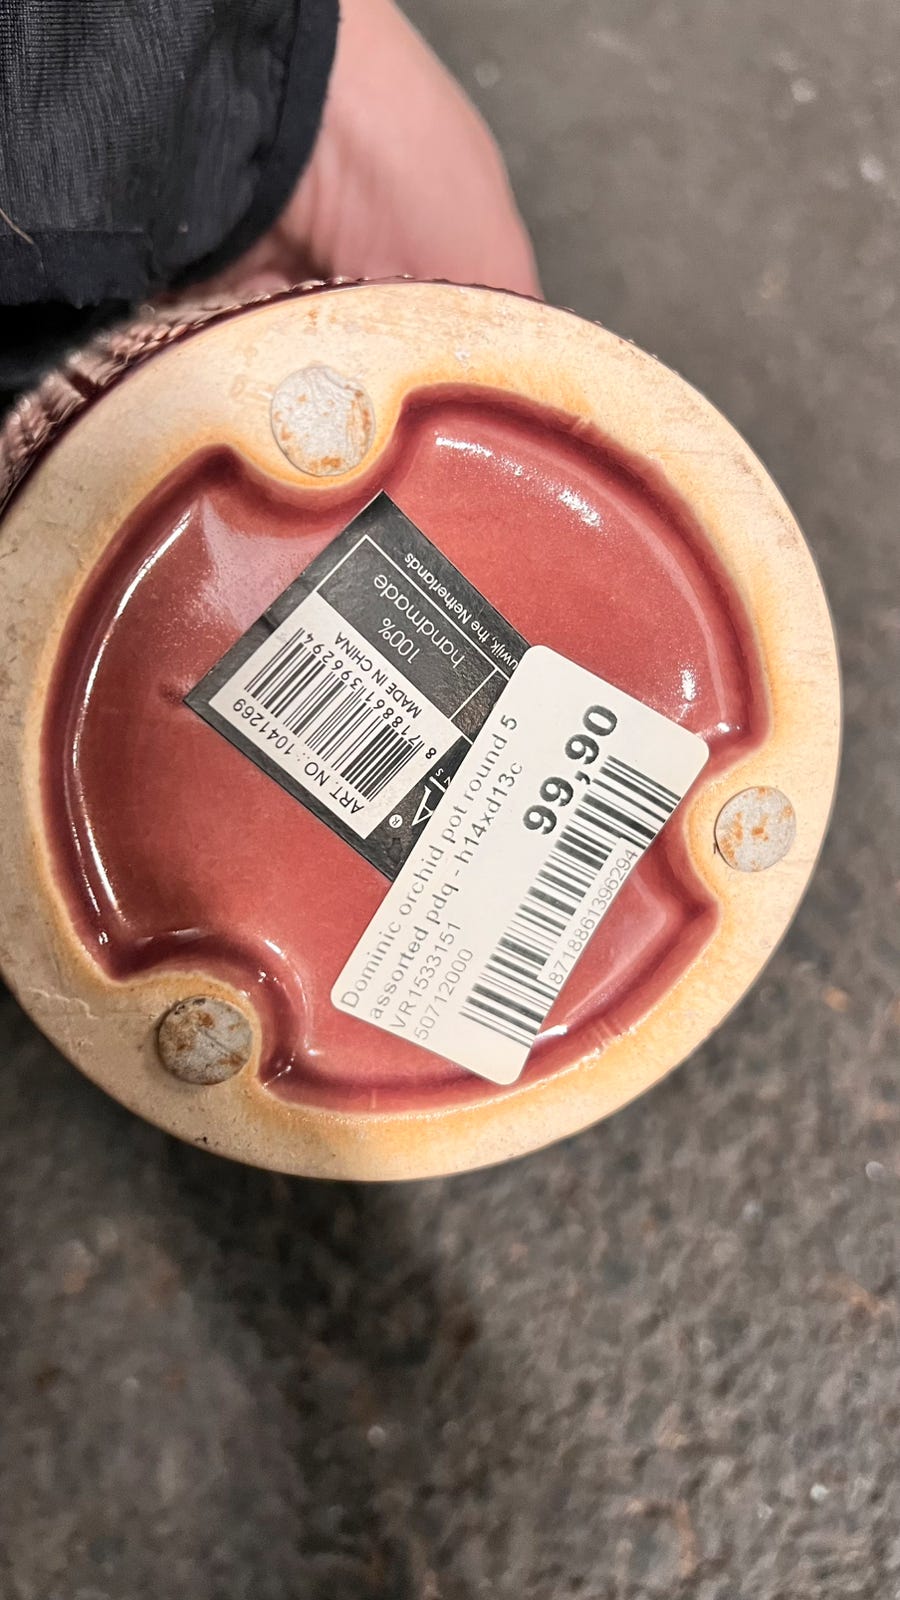 Dominic orchid pot round 5
assorted pdq - h14xd13c
VR1533151
50712000
99,90
8718861396294
ART. NO.: 1041269
8 718861 396294
MADE IN CHINA
100%
handmade
the Netherlands
®